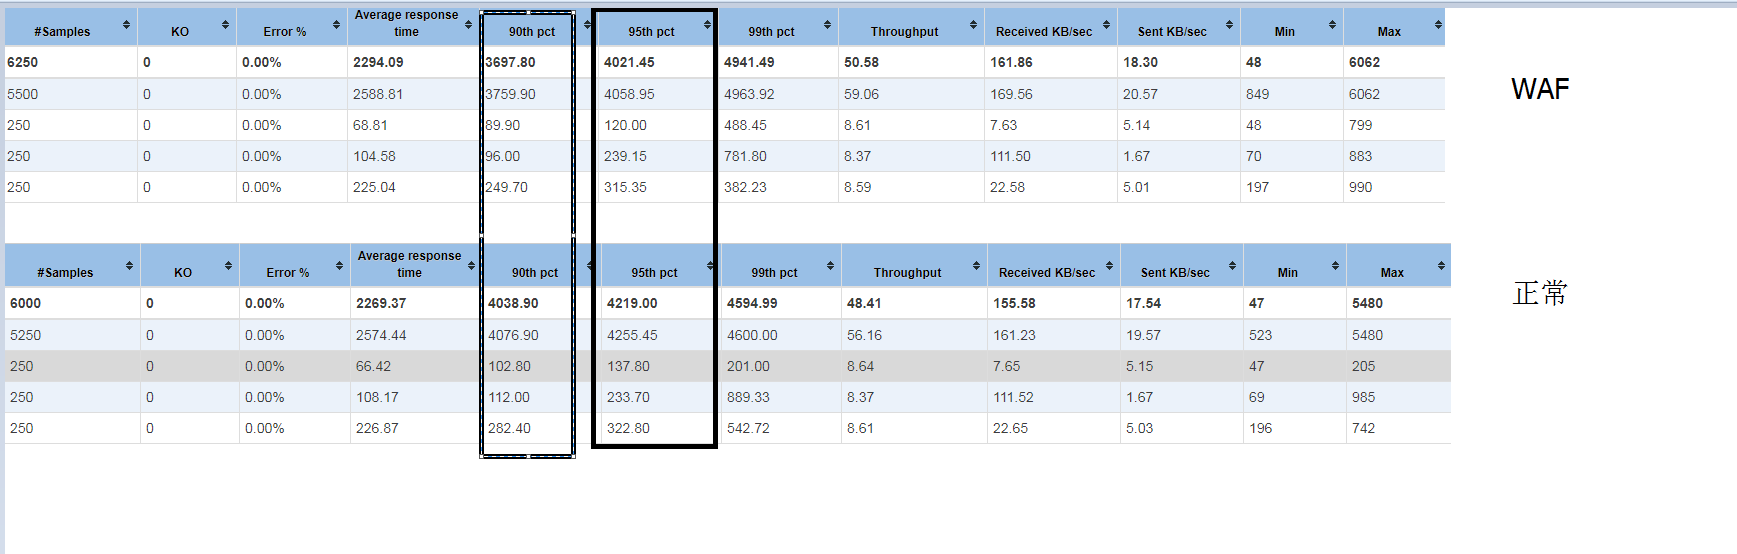 #Samples KO Error % Average response time 90th pct 95th pct 99th pct Throughput Received KB/sec Sent KB/sec Min Max
6250 0 0.00% 2294.09 3697.80 4021.45 4941.49 50.58 161.86 18.30 48 6062
5500 0 0.00% 2588.81 3759.90 4058.95 4963.92 59.06 169.56 20.57 849 6062
WAF
250 0 0.00% 68.81 89.90 120.00 488.45 8.61 7.63 5.14 48 799
250 0 0.00% 104.58 96.00 239.15 781.80 8.37 111.50 1.67 70 883
250 0 0.00% 225.04 249.70 315.35 382.23 8.59 22.58 5.01 197 990
#Samples KO Error % Average response time 90th pct 95th pct 99th pct Throughput Received KB/sec Sent KB/sec Min Max
正常
6000 0 0.00% 2269.37 4038.90 4219.00 4594.99 48.41 155.58 17.54 47 5480
5250 0 0.00% 2574.44 4076.90 4255.45 4600.00 56.16 161.23 19.57 523 5480
250 0 0.00% 66.42 102.80 137.80 201.00 8.64 7.65 5.15 47 205
250 0 0.00% 108.17 112.00 233.70 889.33 8.37 111.52 1.67 69 985
250 0 0.00% 226.87 282.40 322.80 542.72 8.61 22.65 5.03 196 742